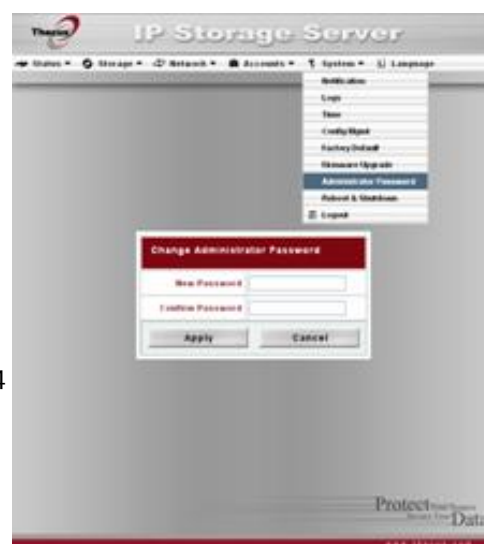 Thecus
IP Storage Server
Status Storage Network Accounts System Language
Notification
Logs
Time
Config Mgmt
Factory Default
Firmware Upgrade
Administrator Password
Reboot & Shutdown
Logout
Change Administrator Password
New Password
Confirm Password
Apply Cancel
4
Protect
Data